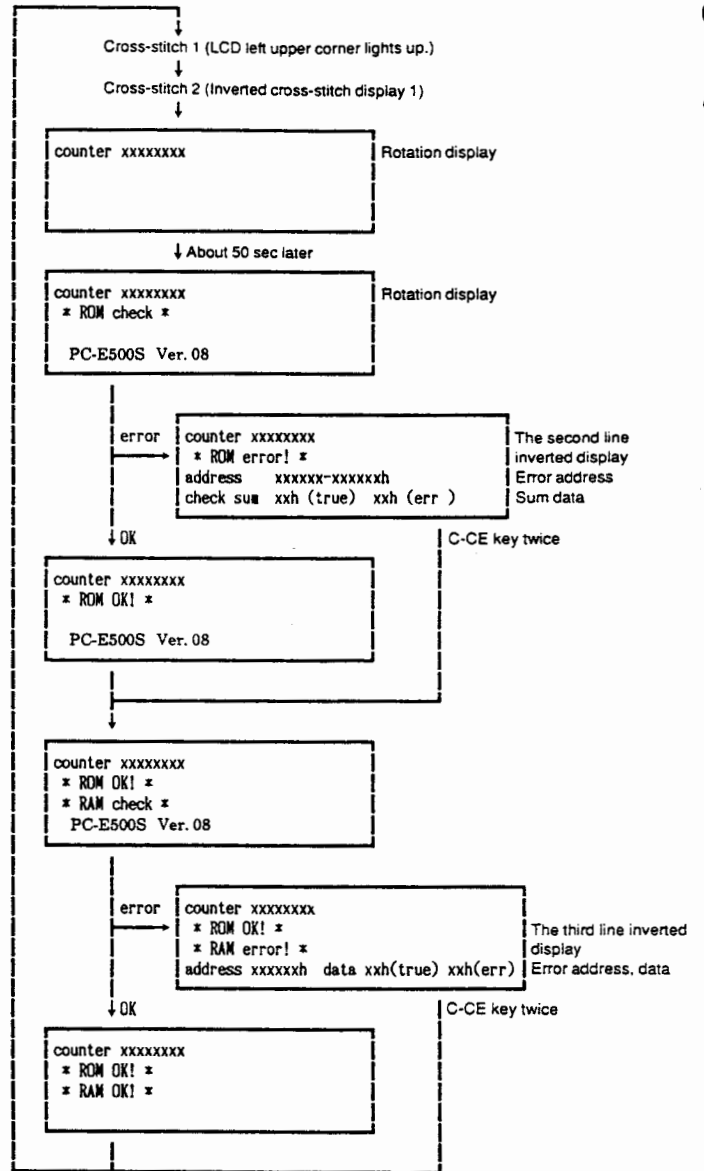 Cross-stitch 1 (LCD left upper corner lights up.)
Cross-stitch 2 (Inverted cross-stitch display 1)
counter xxxxxxxx
Rotation display
About 50 sec later
counter xxxxxxxx
Rotation display
* ROM check *
PC-E500S Ver. 08
error
counter xxxxxxxx
* ROM error! *
address xxxxxx-xxxxxxh
check sum xxh (true) xxh (err )
The second line
inverted display
Error address
Sum data
OK
C-CE key twice
counter xxxxxxxx
* ROM OK! *
PC-E500S Ver. 08
counter xxxxxxxx
* ROM OK! *
* RAM check *
PC-E500S Ver. 08
error
counter xxxxxxxx
* ROM OK! *
* RAM error! *
address xxxxxxh data xxh(true) xxh(err)
The third line inverted
display
Error address, data
OK
C-CE key twice
counter xxxxxxxx
* ROM OK! *
* RAM OK! *